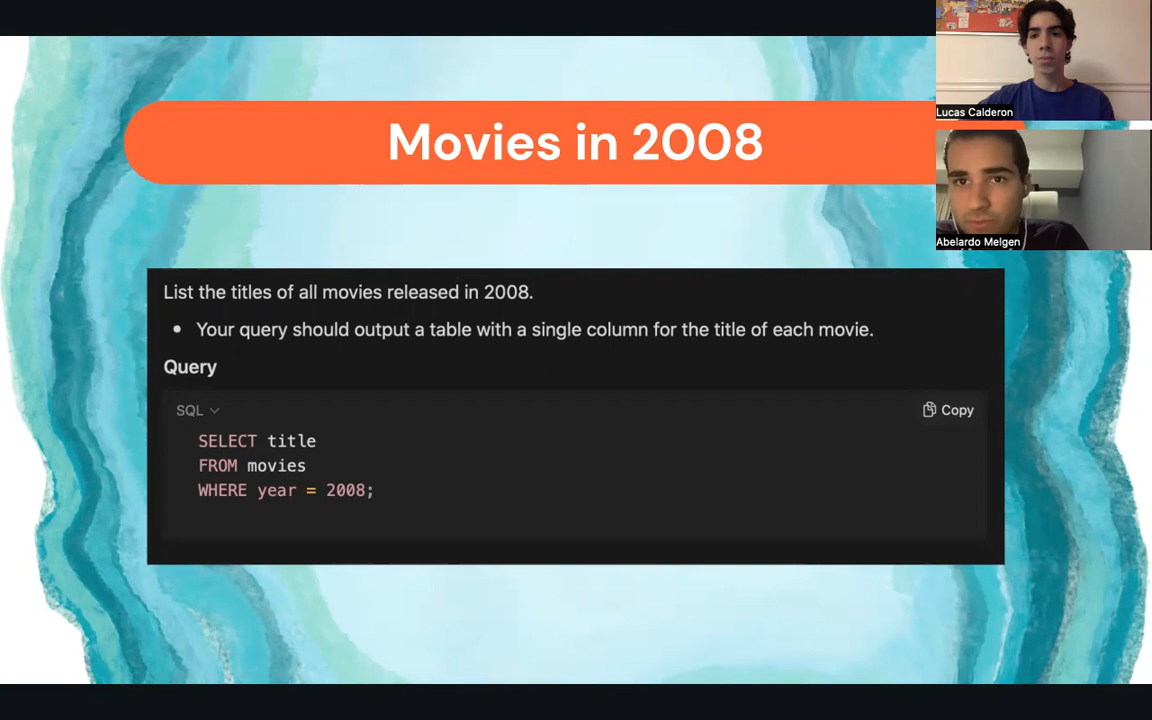 Movies in 2008
Lucas Calderon
Abelardo Melgen
List the titles of all movies released in 2008.
• Your query should output a table with a single column for the title of each movie.
Query
SQL
Copy
SELECT title
FROM movies
WHERE year = 2008;